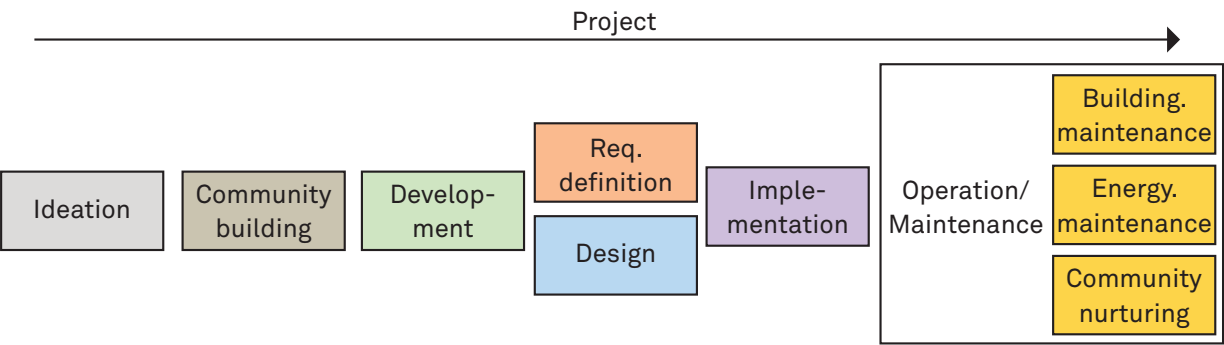 Project
Ideation
Community
building
Develop-
ment
Req.
definition
Design
Imple-
mentation
Operation/
Maintenance
Building.
maintenance
Energy.
maintenance
Community
nurturing